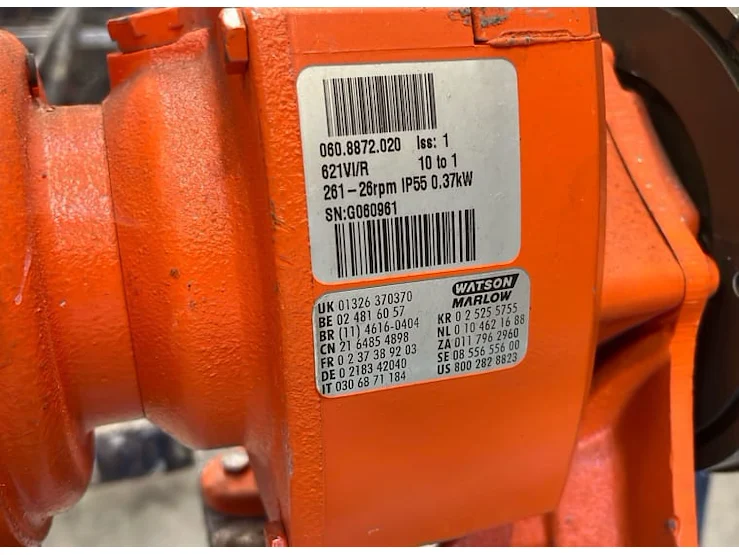 060.8872.020 Iss: 1
621VI/R 10 to 1
261-26rpm IP55 0.37kW
SN:G060961
WATSON
MARLOW
UK 01326 370370
BE 02 481 60 57
BR (11) 4616-0404
CN 21 6485 4898
FR 0 2 37 38 92 03
DE 0 2183 42040
IT 030 68 71 184
KR 0 2 525 5755
NL 0 10 462 16 88
ZA 011 796 2960
SE 08 556 556 00
US 800 282 8823